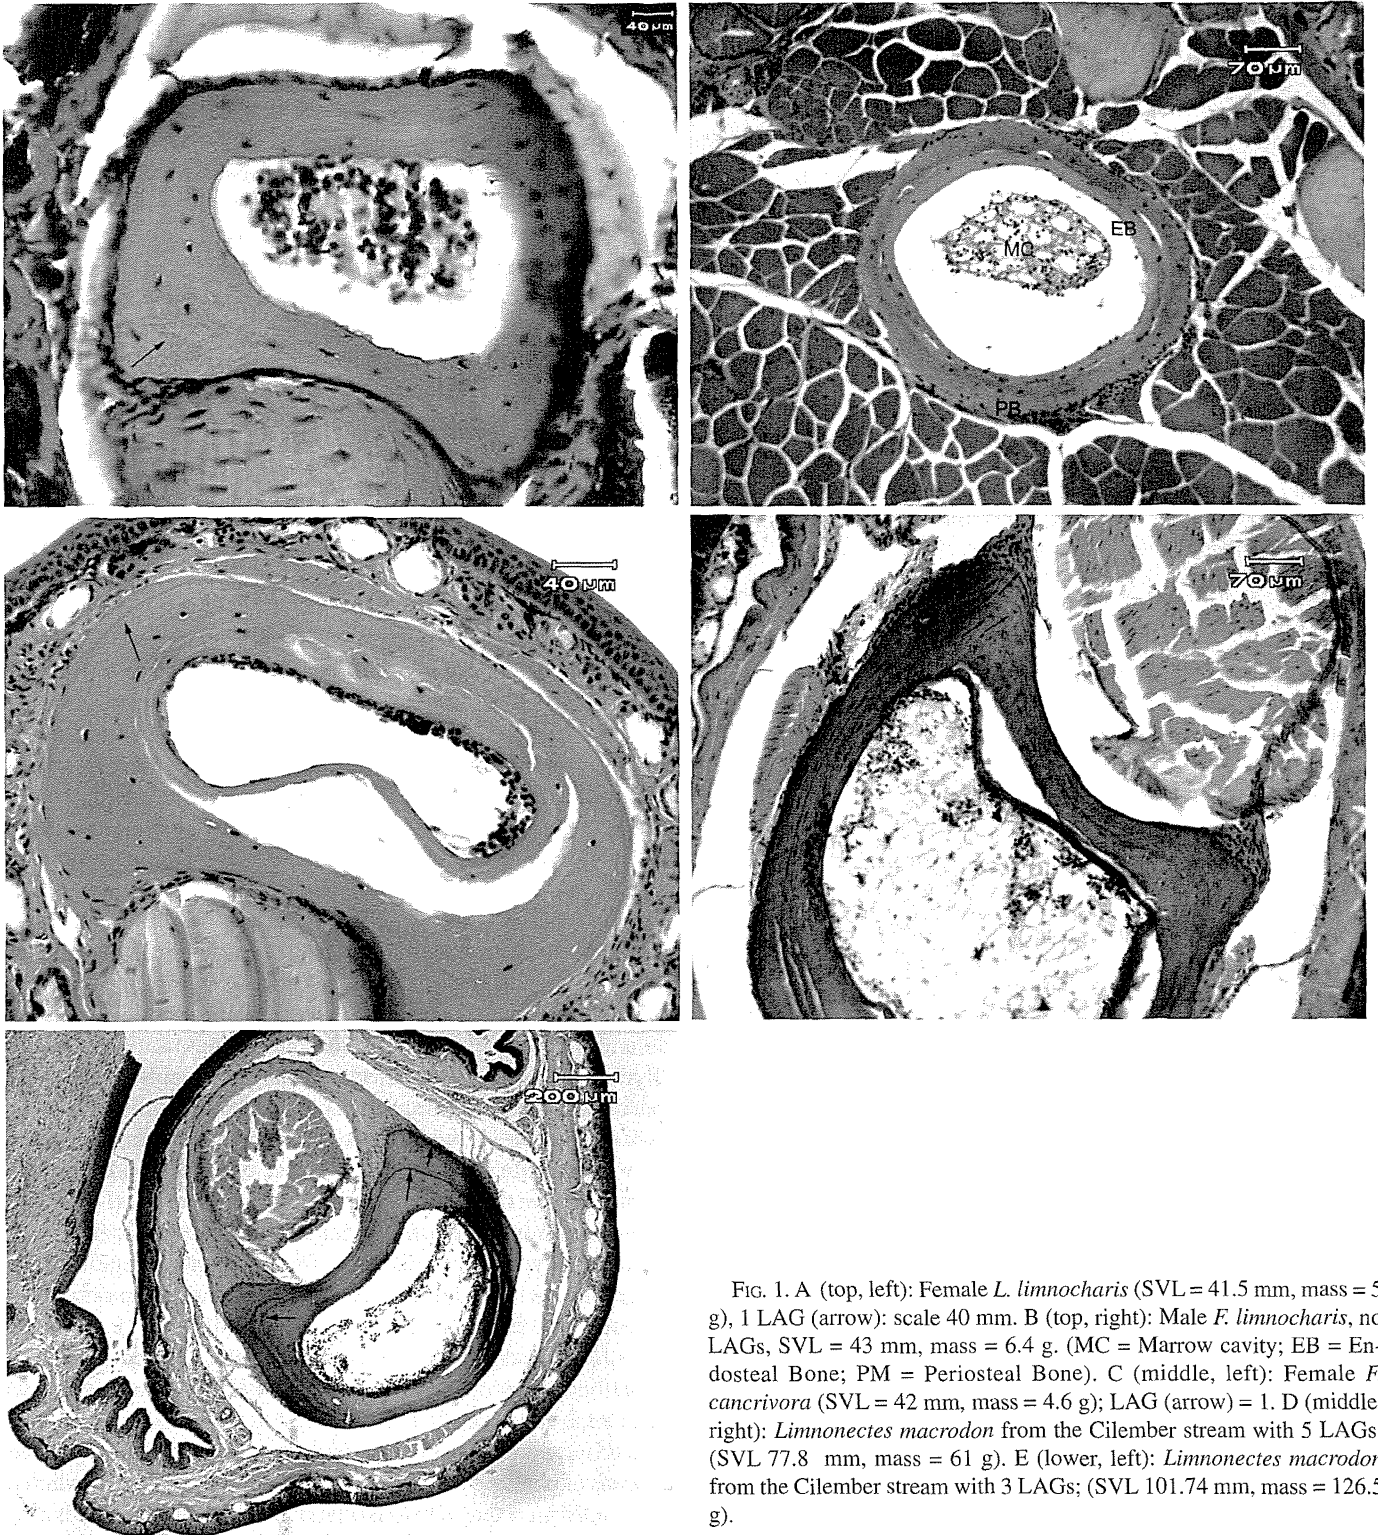 40 µm
70 µm
EB
MC
PB
40 µm
70 µm
200 µm
FIG. 1. A (top, left): Female L. limnocharis (SVL = 41.5 mm, mass = 5
g), 1 LAG (arrow): scale 40 mm. B (top, right): Male F. limnocharis, no
LAGs, SVL = 43 mm, mass = 6.4 g. (MC = Marrow cavity; EB = En-
dosteal Bone; PM = Periosteal Bone). C (middle, left): Female F
cancrivora (SVL = 42 mm, mass = 4.6 g); LAG (arrow) = 1. D (middle
right): Limnonectes macrodon from the Cilember stream with 5 LAGs
(SVL 77.8 mm, mass = 61 g). E (lower, left): Limnonectes macrodon
from the Cilember stream with 3 LAGs; (SVL 101.74 mm, mass = 126.5
g).